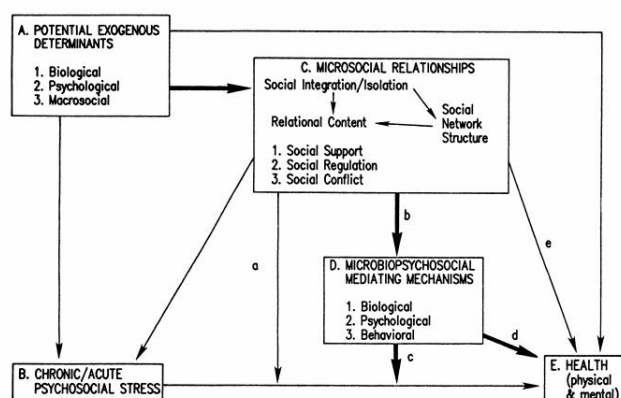 A. POTENTIAL EXOGENOUS
DETERMINANTS
1. Biological
2. Psychological
3. Macrosocial
C. MICROSOCIAL RELATIONSHIPS
Social Integration/Isolation
Relational Content
Social
Network
Structure
1. Social Support
2. Social Regulation
3. Social Conflict
b
a
e
D. MICROBIOPSYCHOSOCIAL
MEDIATING MECHANISMS
1. Biological
2. Psychological
3. Behavioral
d
c
B. CHRONIC/ACUTE
PSYCHOSOCIAL STRESS
E. HEALTH
(physical
& mental)